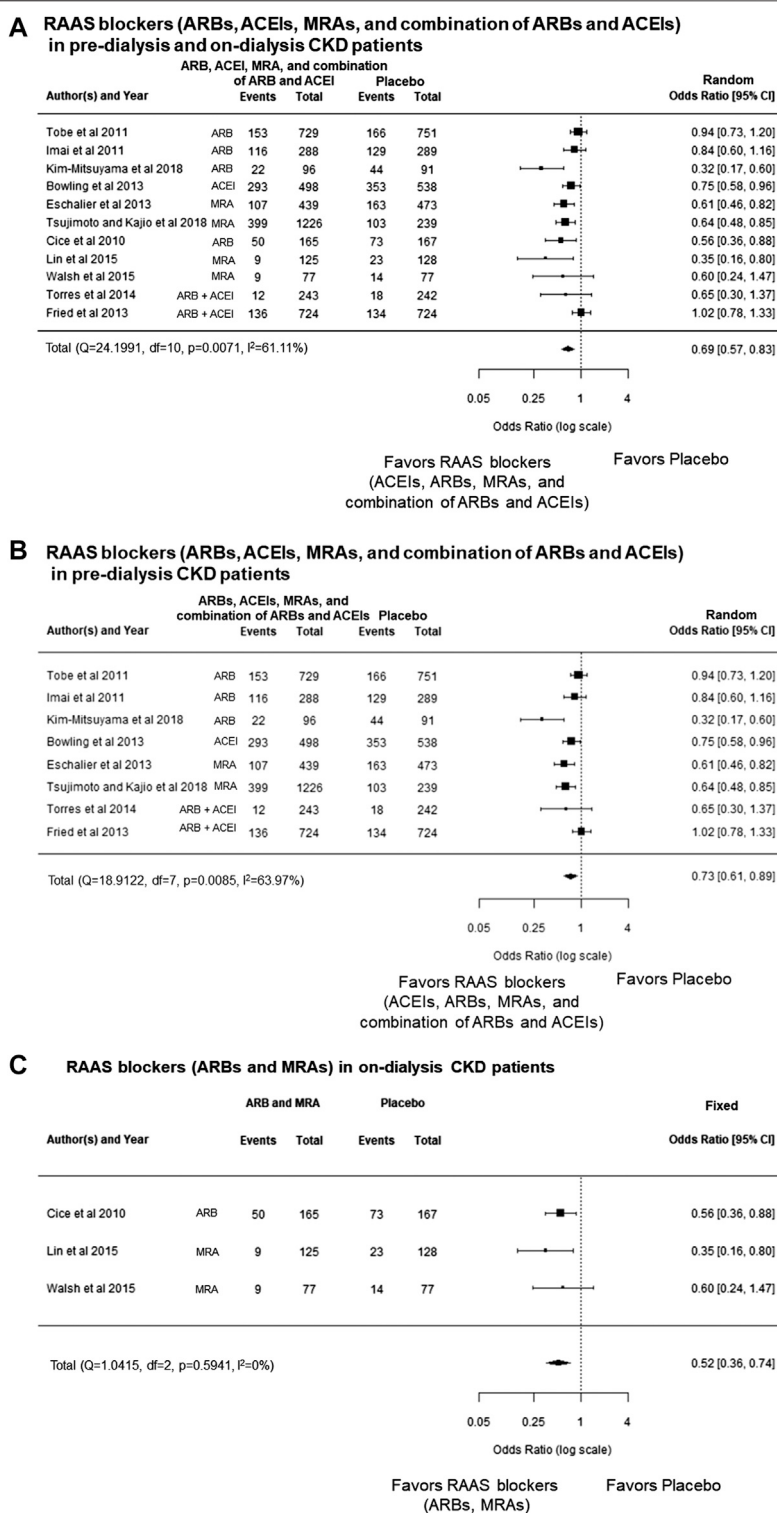 A RAAS blockers (ARBs, ACEIs, MRAs, and combination of ARBs and ACEIs)
in pre-dialysis and on-dialysis CKD patients
ARB, ACEI, MRA, and combination
of ARB and ACEI Placebo Random
Author(s) and Year Events Total Events Total Odds Ratio [95% CI]
Tobe et al 2011 ARB 153 729 166 751 0.94 [0.73, 1.20]
Imai et al 2011 ARB 116 288 129 289 0.84 [0.60, 1.16]
Kim-Mitsuyama et al 2018 ARB 22 96 44 91 0.32 [0.17, 0.60]
Bowling et al 2013 ACEI 293 498 353 538 0.75 [0.58, 0.96]
Eschalier et al 2013 MRA 107 439 163 473 0.61 [0.46, 0.82]
Tsujimoto and Kajio et al 2018 MRA 399 1226 103 239 0.64 [0.48, 0.85]
Cice et al 2010 ARB 50 165 73 167 0.56 [0.36, 0.88]
Lin et al 2015 MRA 9 125 23 128 0.35 [0.16, 0.80]
Walsh et al 2015 MRA 9 77 14 77 0.60 [0.24, 1.47]
Torres et al 2014 ARB + ACEI 12 243 18 242 0.65 [0.30, 1.37]
Fried et al 2013 ARB + ACEI 136 724 134 724 1.02 [0.78, 1.33]
Total (Q=24.1991, df=10, p=0.0071, I²=61.11%) 0.69 [0.57, 0.83]
0.05 0.25 1 4
Odds Ratio (log scale)
Favors RAAS blockers Favors Placebo
(ACEIs, ARBs, MRAs, and
combination of ARBs and ACEIs)
B RAAS blockers (ARBs, ACEIs, MRAs, and combination of ARBs and ACEIs)
in pre-dialysis CKD patients
ARBs, ACEIs, MRAs, and
combination of ARBs and ACEIs Placebo Random
Author(s) and Year Events Total Events Total Odds Ratio [95% CI]
Tobe et al 2011 ARB 153 729 166 751 0.94 [0.73, 1.20]
Imai et al 2011 ARB 116 288 129 289 0.84 [0.60, 1.16]
Kim-Mitsuyama et al 2018 ARB 22 96 44 91 0.32 [0.17, 0.60]
Bowling et al 2013 ACEI 293 498 353 538 0.75 [0.58, 0.96]
Eschalier et al 2013 MRA 107 439 163 473 0.61 [0.46, 0.82]
Tsujimoto and Kajio et al 2018 MRA 399 1226 103 239 0.64 [0.48, 0.85]
Torres et al 2014 ARB + ACEI 12 243 18 242 0.65 [0.30, 1.37]
Fried et al 2013 ARB + ACEI 136 724 134 724 1.02 [0.78, 1.33]
Total (Q=18.9122, df=7, p=0.0085, I²=63.97%) 0.73 [0.61, 0.89]
0.05 0.25 1 4
Odds Ratio (log scale)
Favors RAAS blockers Favors Placebo
(ACEIs, ARBs, MRAs, and
combination of ARBs and ACEIs)
C RAAS blockers (ARBs and MRAs) in on-dialysis CKD patients
ARB and MRA Placebo Fixed
Author(s) and Year Events Total Events Total Odds Ratio [95% CI]
Cice et al 2010 ARB 50 165 73 167 0.56 [0.36, 0.88]
Lin et al 2015 MRA 9 125 23 128 0.35 [0.16, 0.80]
Walsh et al 2015 MRA 9 77 14 77 0.60 [0.24, 1.47]
Total (Q=1.0415, df=2, p=0.5941, I²=0%) 0.52 [0.36, 0.74]
0.05 0.25 1 4
Odds Ratio (log scale)
Favors RAAS blockers Favors Placebo
(ARBs, MRAs)